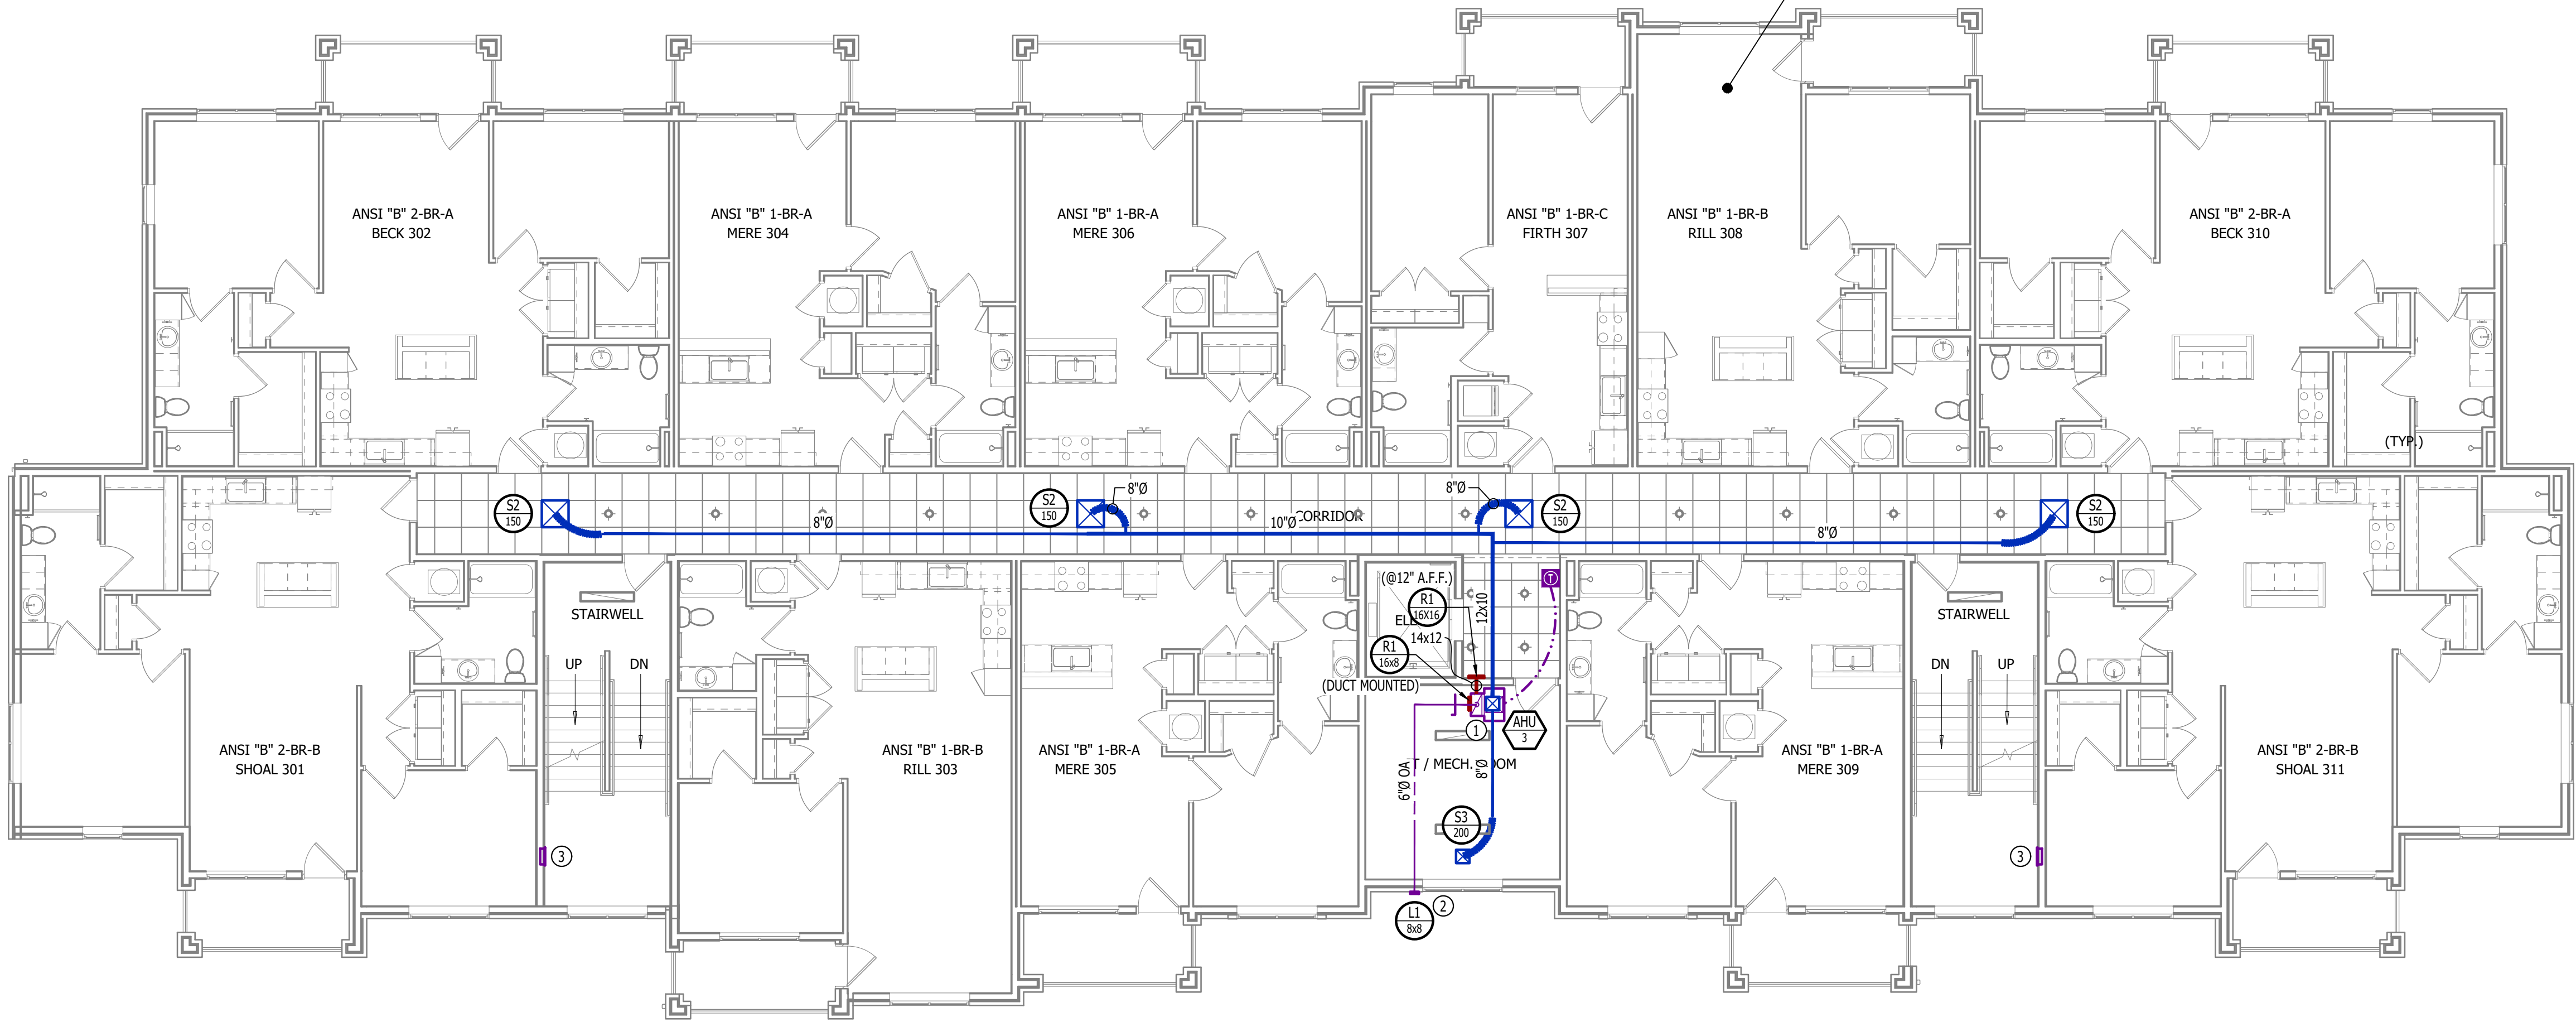 ANSI "B" 2-BR-A
BECK 302
ANSI "B" 1-BR-A
MERE 304
ANSI "B" 1-BR-A
MERE 306
ANSI "B" 1-BR-C
FIRTH 307
ANSI "B" 1-BR-B
RILL 308
ANSI "B" 2-BR-A
BECK 310
(TYP.)
S2
150
8"Ø
S2
150
8"Ø
10"Ø
CORRIDOR
8"Ø
S2
150
8"Ø
S2
150
STAIRWELL
UP
DN
(@12" A.F.F.)
R1
16X16
12x10
T
14x12
R1
16x8
(DUCT MOUNTED)
STAIRWELL
DN
UP
ANSI "B" 2-BR-B
SHOAL 301
ANSI "B" 1-BR-B
RILL 303
ANSI "B" 1-BR-A
MERE 305
1
AHU
3
/ MECH.
6"Ø OA
8"Ø
ANSI "B" 1-BR-A
MERE 309
ANSI "B" 2-BR-B
SHOAL 311
S3
200
3
3
L1
8x8
2